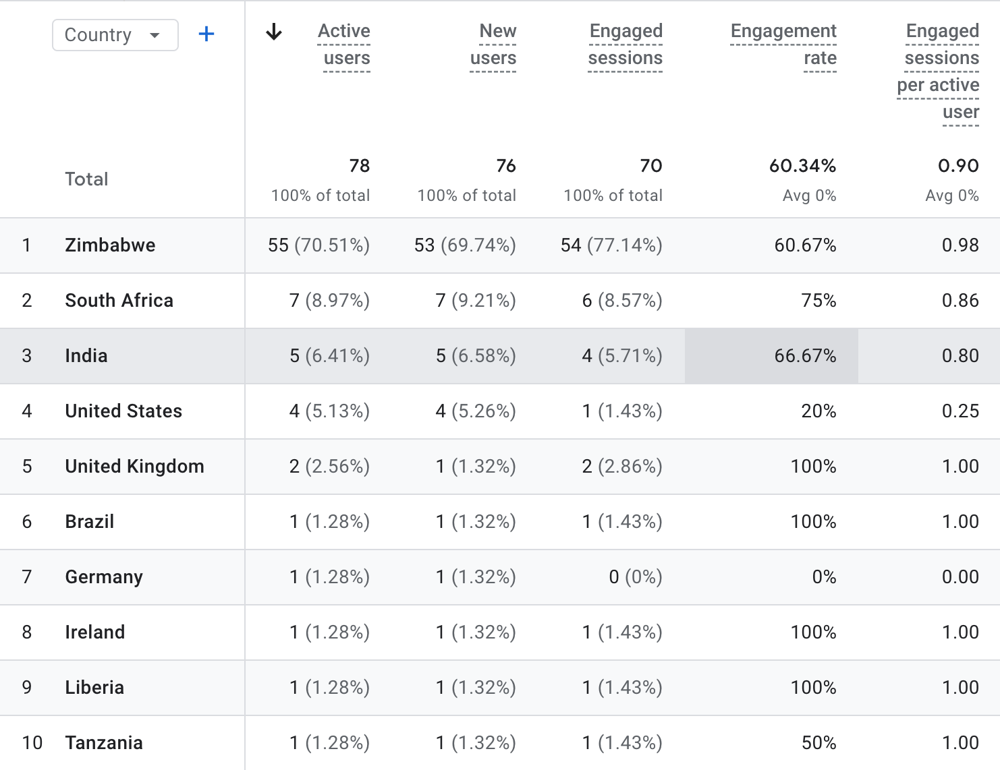 Country
Active users
New users
Engaged sessions
Engagement rate
Engaged sessions per active user
Total
78
76
70
60.34%
0.90
100% of total
100% of total
100% of total
Avg 0%
Avg 0%
1 Zimbabwe 55 (70.51%) 53 (69.74%) 54 (77.14%) 60.67% 0.98
2 South Africa 7 (8.97%) 7 (9.21%) 6 (8.57%) 75% 0.86
3 India 5 (6.41%) 5 (6.58%) 4 (5.71%) 66.67% 0.80
4 United States 4 (5.13%) 4 (5.26%) 1 (1.43%) 20% 0.25
5 United Kingdom 2 (2.56%) 1 (1.32%) 2 (2.86%) 100% 1.00
6 Brazil 1 (1.28%) 1 (1.32%) 1 (1.43%) 100% 1.00
7 Germany 1 (1.28%) 1 (1.32%) 0 (0%) 0% 0.00
8 Ireland 1 (1.28%) 1 (1.32%) 1 (1.43%) 100% 1.00
9 Liberia 1 (1.28%) 1 (1.32%) 1 (1.43%) 100% 1.00
10 Tanzania 1 (1.28%) 1 (1.32%) 1 (1.43%) 50% 1.00